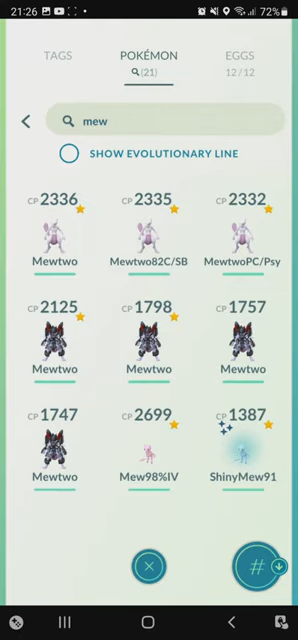 21:26
72%
TAGS
POKÉMON
EGGS
(21)
12 / 12
mew
SHOW EVOLUTIONARY LINE
CP 2336
CP 2335
CP 2332
Mewtwo
Mewtwo82C/SB
MewtwoPC/Psy
CP 2125
CP 1798
CP 1757
Mewtwo
Mewtwo
Mewtwo
CP 1747
CP 2699
CP 1387
Mewtwo
Mew98%IV
ShinyMew91
#